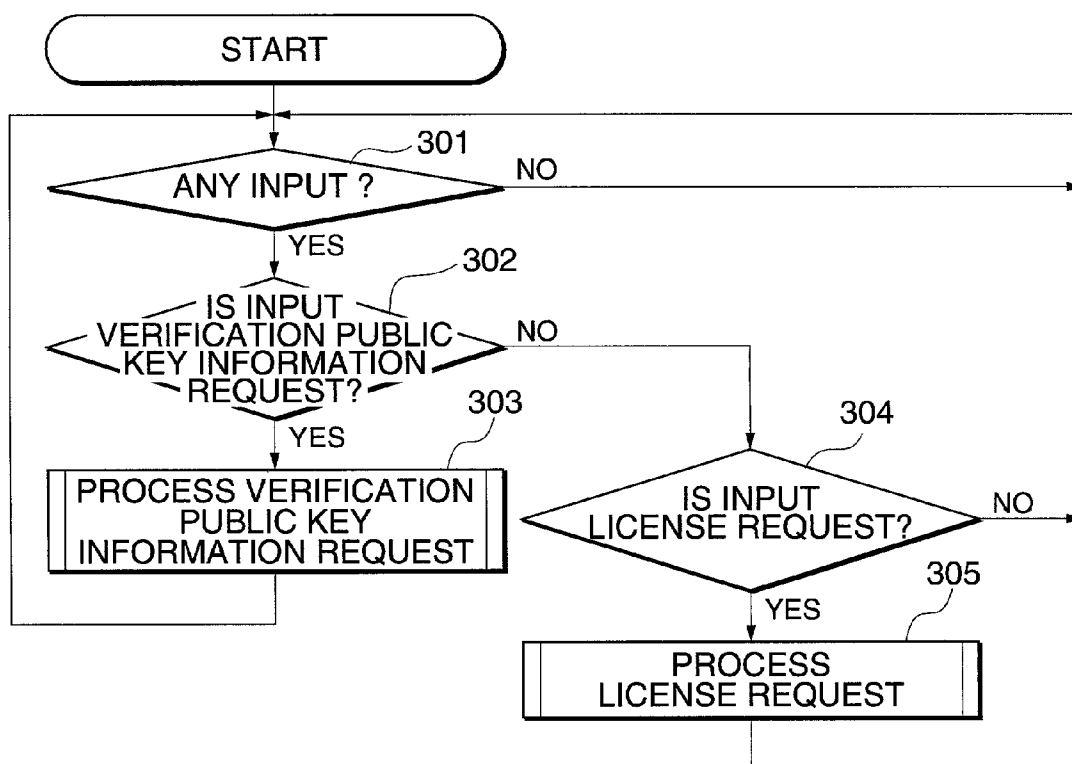 START
301
ANY INPUT ?
NO
YES
302
IS INPUT
VERIFICATION PUBLIC
KEY INFORMATION
REQUEST?
NO
YES
303
PROCESS VERIFICATION
PUBLIC KEY
INFORMATION REQUEST
304
IS INPUT
LICENSE REQUEST?
NO
YES
305
PROCESS
LICENSE REQUEST